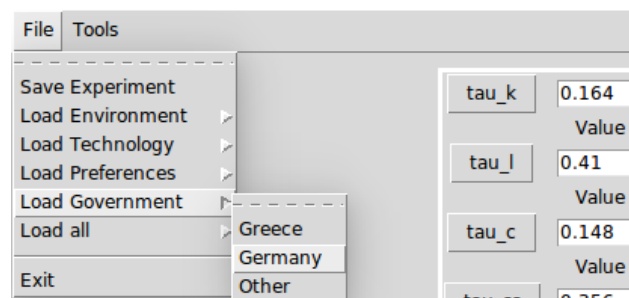 File Tools
Save Experiment
Load Environment
Load Technology
Load Preferences
Load Government
Load all
Exit
Greece
Germany
Other
tau_k 0.164
Value
tau_l 0.41
Value
tau_c 0.148
Value